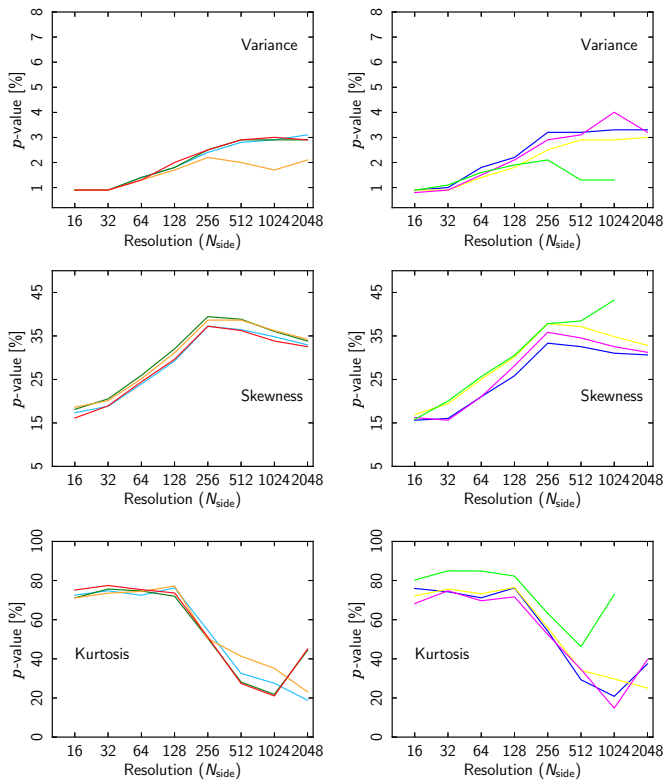 8
7
6
5
4
3
2
1
p-value [%]
Variance
16 32 64 128 256 512 1024 2048
Resolution (Nside)
8
7
6
5
4
3
2
1
p-value [%]
Variance
16 32 64 128 256 512 1024 2048
Resolution (Nside)
45
35
25
15
5
p-value [%]
Skewness
16 32 64 128 256 512 1024 2048
Resolution (Nside)
45
35
25
15
5
p-value [%]
Skewness
16 32 64 128 256 512 1024 2048
Resolution (Nside)
100
80
60
40
20
0
p-value [%]
Kurtosis
16 32 64 128 256 512 1024 2048
Resolution (Nside)
100
80
60
40
20
0
p-value [%]
Kurtosis
16 32 64 128 256 512 1024 2048
Resolution (Nside)